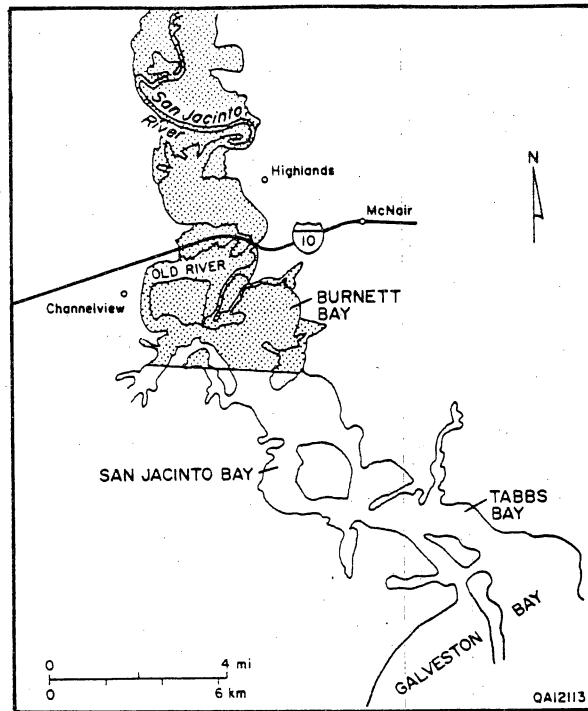 San Jacinto
River
Highlands
N
McNair
10
OLD RIVER
Channelview
BURNETT
BAY
SAN JACINTO BAY
TABBS
BAY
GALVESTON BAY
0 4 mi
0 6 km
QA12113